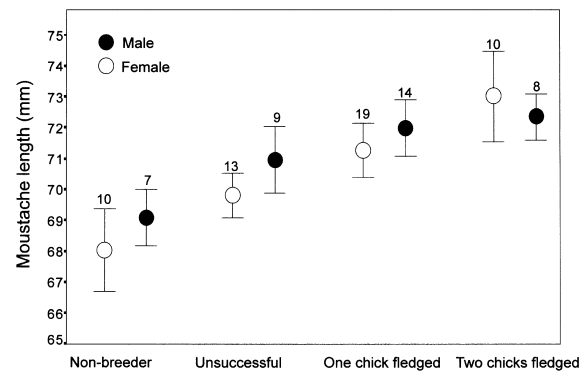 Moustache length (mm)
75
74
73
72
71
70
69
68
67
66
65
Male
Female
10
7
13
9
19
14
10
8
Non-breeder
Unsuccessful
One chick fledged
Two chicks fledged